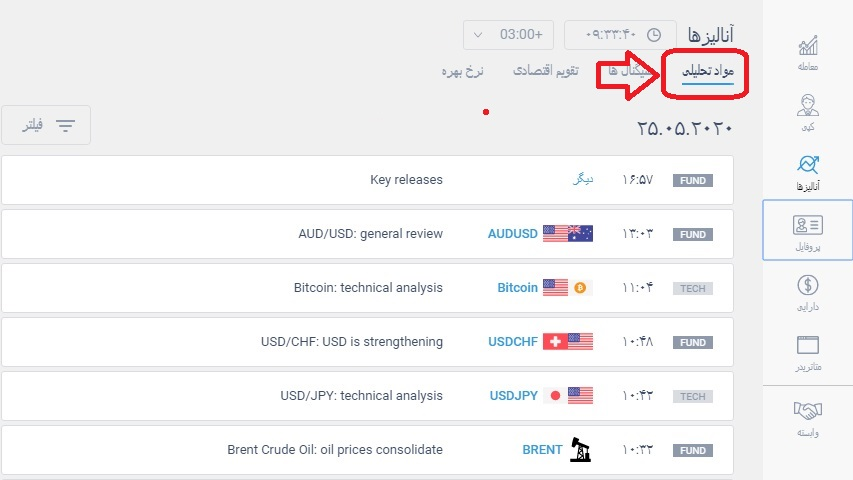 آنالیزها
۰۹:۳۳:۴۰
+03:00
مواد تحلیلی
تقویم اقتصادی
نرخ بهره
۲۵.۰۵.۲۰۲۰
فیلتر
FUND ۱۶:۵۷ دیگر Key releases
FUND ۱۳:۰۳ AUDUSD AUD/USD: general review
TECH ۱۱:۰۴ Bitcoin Bitcoin: technical analysis
FUND ۱۰:۴۸ USDCHF USD/CHF: USD is strengthening
TECH ۱۰:۴۲ USDJPY USD/JPY: technical analysis
FUND ۱۰:۳۲ BRENT Brent Crude Oil: oil prices consolidate
معامله
کپی
آنالیزها
پروفایل
دارایی
متاتریدر
وابسته